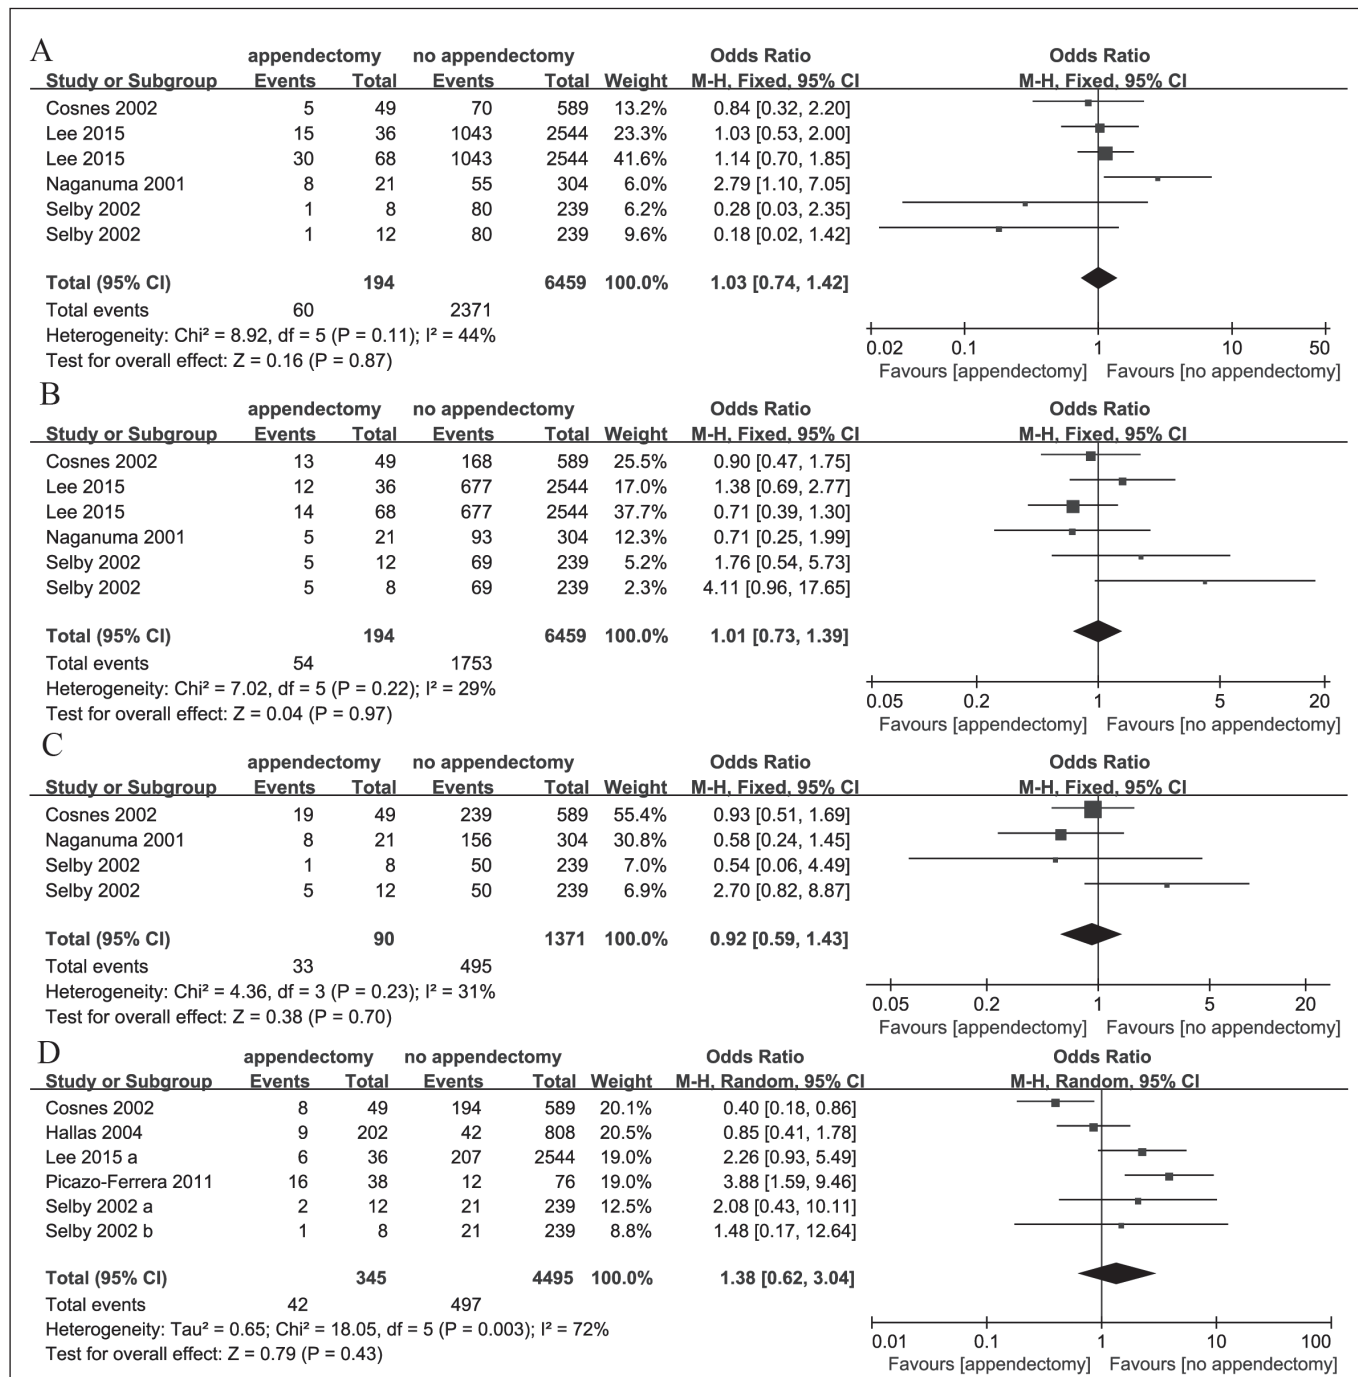 A
appendectomy no appendectomy Odds Ratio Odds Ratio
Study or Subgroup Events Total Events Total Weight M-H, Fixed, 95% CI M-H, Fixed, 95% CI
Cosnes 2002 5 49 70 589 13.2% 0.84 [0.32, 2.20]
Lee 2015 15 36 1043 2544 23.3% 1.03 [0.53, 2.00]
Lee 2015 30 68 1043 2544 41.6% 1.14 [0.70, 1.85]
Naganuma 2001 8 21 55 304 6.0% 2.79 [1.10, 7.05]
Selby 2002 1 8 80 239 6.2% 0.28 [0.03, 2.35]
Selby 2002 1 12 80 239 9.6% 0.18 [0.02, 1.42]
Total (95% CI) 194 6459 100.0% 1.03 [0.74, 1.42]
Total events 60 2371
Heterogeneity: Chi² = 8.92, df = 5 (P = 0.11); I² = 44%
Test for overall effect: Z = 0.16 (P = 0.87)
0.02 0.1 1 10 50
Favours [appendectomy] Favours [no appendectomy]
B
appendectomy no appendectomy Odds Ratio Odds Ratio
Study or Subgroup Events Total Events Total Weight M-H, Fixed, 95% CI M-H, Fixed, 95% CI
Cosnes 2002 13 49 168 589 25.5% 0.90 [0.47, 1.75]
Lee 2015 12 36 677 2544 17.0% 1.38 [0.69, 2.77]
Lee 2015 14 68 677 2544 37.7% 0.71 [0.39, 1.30]
Naganuma 2001 5 21 93 304 12.3% 0.71 [0.25, 1.99]
Selby 2002 5 12 69 239 5.2% 1.76 [0.54, 5.73]
Selby 2002 5 8 69 239 2.3% 4.11 [0.96, 17.65]
Total (95% CI) 194 6459 100.0% 1.01 [0.73, 1.39]
Total events 54 1753
Heterogeneity: Chi² = 7.02, df = 5 (P = 0.22); I² = 29%
Test for overall effect: Z = 0.04 (P = 0.97)
0.05 0.2 1 5 20
Favours [appendectomy] Favours [no appendectomy]
C
appendectomy no appendectomy Odds Ratio Odds Ratio
Study or Subgroup Events Total Events Total Weight M-H, Fixed, 95% CI M-H, Fixed, 95% CI
Cosnes 2002 19 49 239 589 55.4% 0.93 [0.51, 1.69]
Naganuma 2001 8 21 156 304 30.8% 0.58 [0.24, 1.45]
Selby 2002 1 8 50 239 7.0% 0.54 [0.06, 4.49]
Selby 2002 5 12 50 239 6.9% 2.70 [0.82, 8.87]
Total (95% CI) 90 1371 100.0% 0.92 [0.59, 1.43]
Total events 33 495
Heterogeneity: Chi² = 4.36, df = 3 (P = 0.23); I² = 31%
Test for overall effect: Z = 0.38 (P = 0.70)
0.05 0.2 1 5 20
Favours [appendectomy] Favours [no appendectomy]
D
appendectomy no appendectomy Odds Ratio Odds Ratio
Study or Subgroup Events Total Events Total Weight M-H, Random, 95% CI M-H, Random, 95% CI
Cosnes 2002 8 49 194 589 20.1% 0.40 [0.18, 0.86]
Hallas 2004 9 202 42 808 20.5% 0.85 [0.41, 1.78]
Lee 2015 a 6 36 207 2544 19.0% 2.26 [0.93, 5.49]
Picazo-Ferrera 2011 16 38 12 76 19.0% 3.88 [1.59, 9.46]
Selby 2002 a 2 12 21 239 12.5% 2.08 [0.43, 10.11]
Selby 2002 b 1 8 21 239 8.8% 1.48 [0.17, 12.64]
Total (95% CI) 345 4495 100.0% 1.38 [0.62, 3.04]
Total events 42 497
Heterogeneity: Tau² = 0.65; Chi² = 18.05, df = 5 (P = 0.003); I² = 72%
Test for overall effect: Z = 0.79 (P = 0.43)
0.01 0.1 1 10 100
Favours [appendectomy] Favours [no appendectomy]